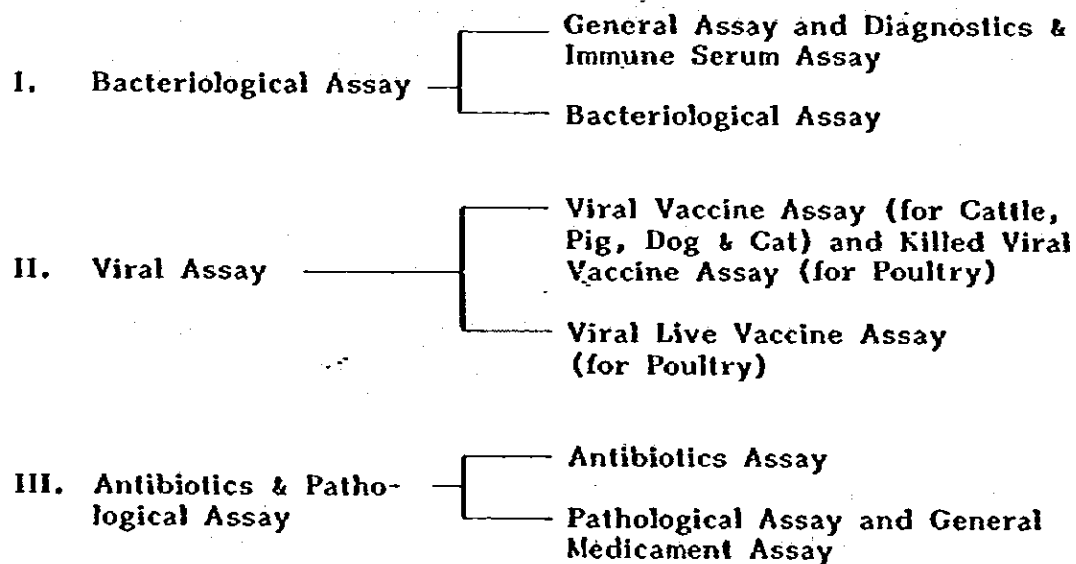 General Assay and Diagnostics &
Immune Serum Assay
I. Bacteriological Assay
Bacteriological Assay
Viral Vaccine Assay (for Cattle,
Pig, Dog & Cat) and Killed Viral
II. Viral Assay
Vaccine Assay (for Poultry)
Viral Live Vaccine Assay
(for Poultry)
Antibiotics Assay
III. Antibiotics & Patho-
logical Assay
Pathological Assay and General
Medicament Assay